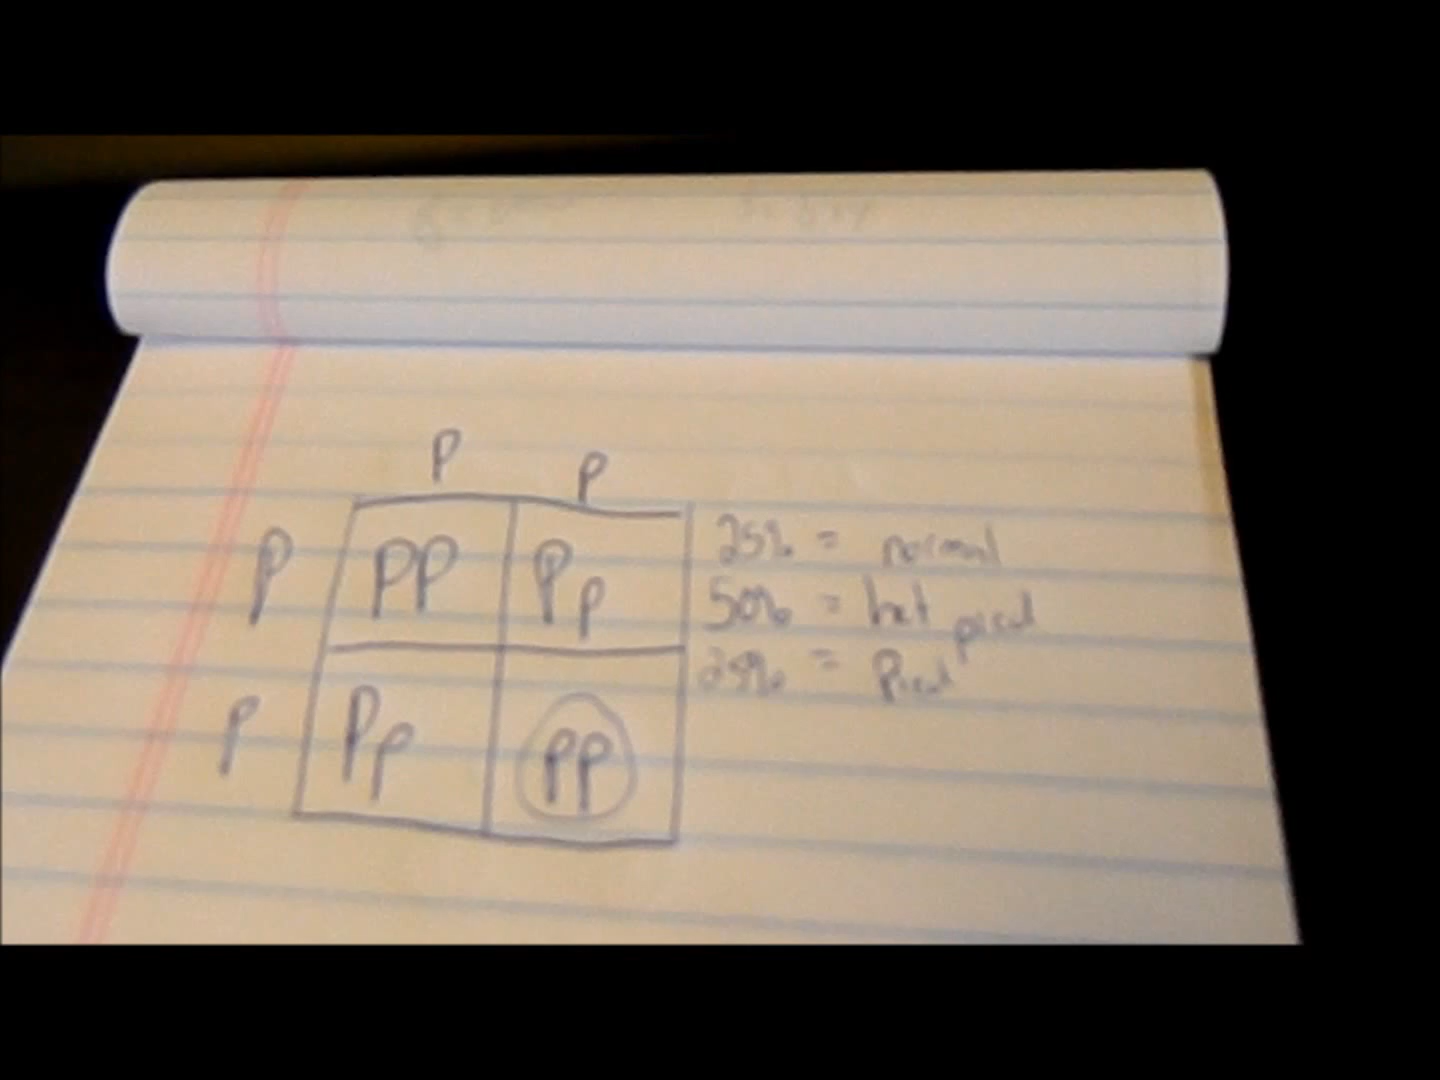 P p
P PP Pp
p Pp pp
25% = normal
50% = het pied
25% = Pied